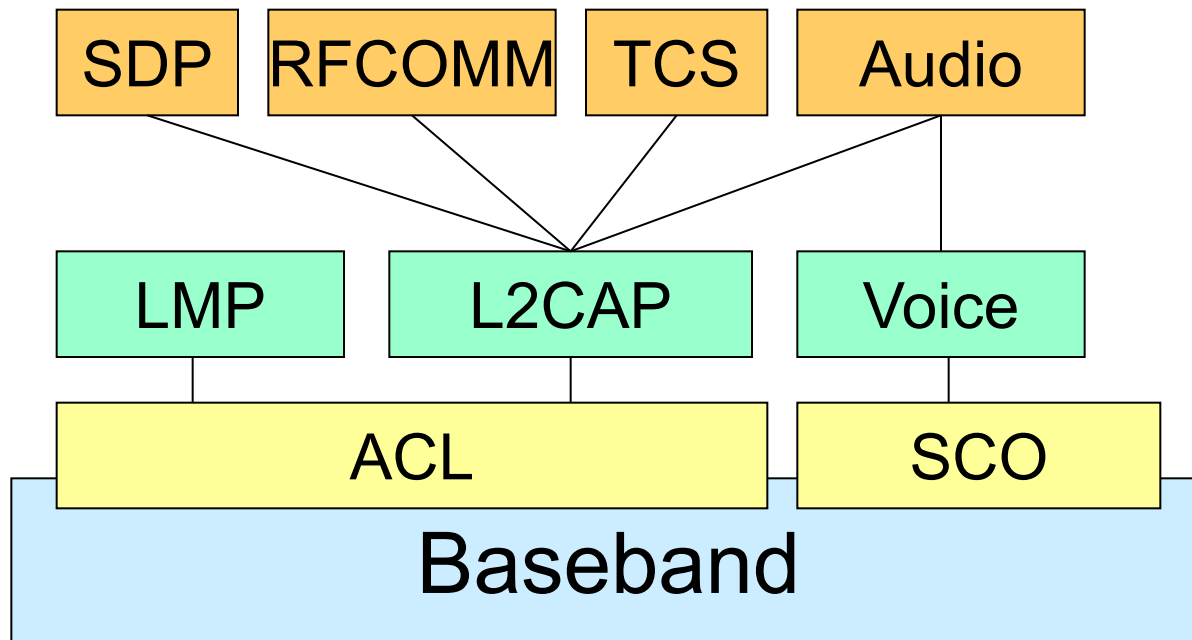 SDP
RFCOMM
TCS
Audio
LMP
L2CAP
Voice
ACL
SCO
Baseband